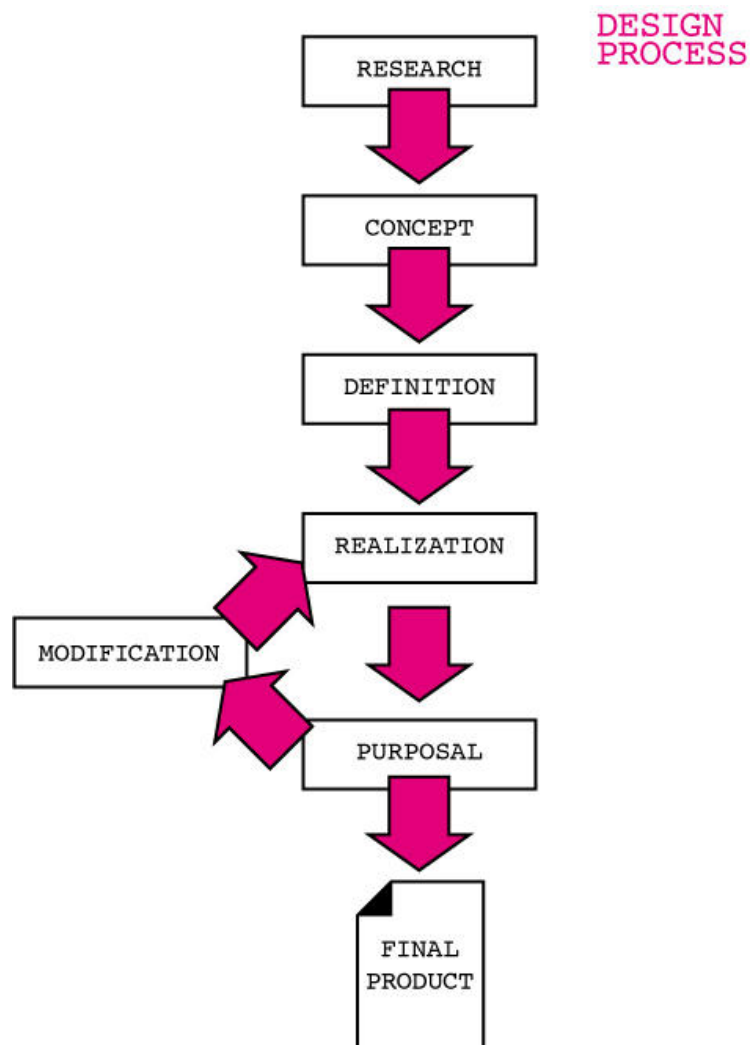 DESIGN
PROCESS
RESEARCH
CONCEPT
DEFINITION
REALIZATION
MODIFICATION
PURPOSAL
FINAL
PRODUCT